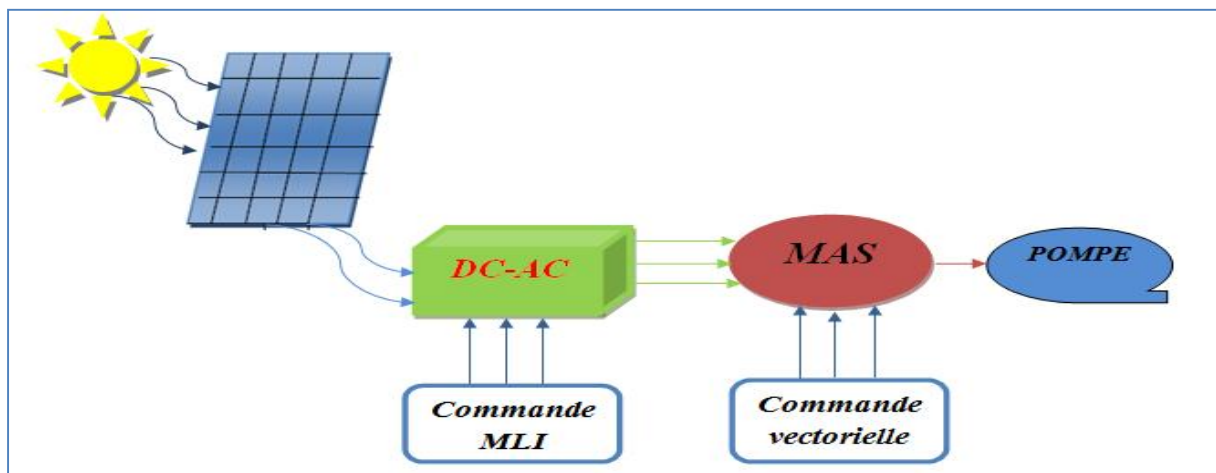 DC-AC
MAS
POMPE
Commande
MLI
Commande
vectorielle